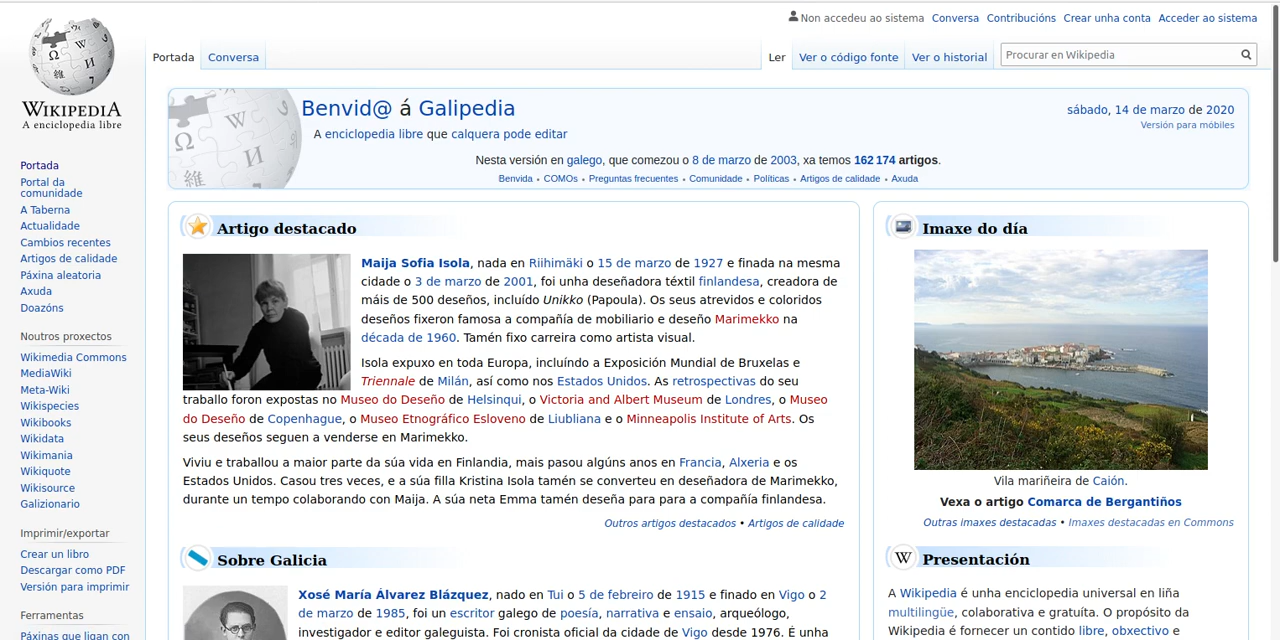 Non accedeu ao sistema Conversa Contribucións Crear unha conta Acceder ao sistema
Portada Conversa Ler Ver o código fonte Ver o historial Procurar en Wikipedia
WIKIPEDIA
A enciclopedia libre
Portada
Portal da
comunidade
A Taberna
Actualidade
Cambios recentes
Artigos de calidade
Páxina aleatoria
Axuda
Doazóns
Noutros proxectos
Wikimedia Commons
MediaWiki
Meta-Wiki
Wikispecies
Wikibooks
Wikidata
Wikimania
Wikiquote
Wikisource
Galizionario
Imprimir/exportar
Crear un libro
Descargar como PDF
Versión para imprimir
Ferramentas
Páxinas que ligan con
Benvid@ á Galipedia
A enciclopedia libre que calquera pode editar
sábado, 14 de marzo de 2020
Versión para móbiles
Nesta versión en galego, que comezou o 8 de marzo de 2003, xa temos 162 174 artigos.
Benvida • COMOs • Preguntas frecuentes • Comunidade • Políticas • Artigos de calidade • Axuda
Artigo destacado
Maija Sofia Isola, nada en Riihimäki o 15 de marzo de 1927 e finada na mesma
cidade o 3 de marzo de 2001, foi unha deseñadora téxtil finlandesa, creadora de
máis de 500 deseños, incluído Unikko (Papoula). Os seus atrevidos e coloridos
deseños fixeron famosa a compañía de mobiliario e deseño Marimekko na
década de 1960. Tamén fixo carreira como artista visual.
Isola expuxo en toda Europa, incluíndo a Exposición Mundial de Bruxelas e
Triennale de Milán, así como nos Estados Unidos. As retrospectivas do seu
traballo foron expostas no Museo do Deseño de Helsinqui, o Victoria and Albert Museum de Londres, o Museo
do Deseño de Copenhague, o Museo Etnográfico Esloveno de Liubliana e o Minneapolis Institute of Arts. Os
seus deseños seguen a venderse en Marimekko.
Viviu e traballou a maior parte da súa vida en Finlandia, mais pasou algúns anos en Francia, Alxeria e os
Estados Unidos. Casou tres veces, e a súa filla Kristina Isola tamén se converteu en deseñadora de Marimekko,
durante un tempo colaborando con Maija. A súa neta Emma tamén deseña para para a compañía finlandesa.
Outros artigos destacados • Artigos de calidade
Sobre Galicia
Xosé María Álvarez Blázquez, nado en Tui o 5 de febreiro de 1915 e finado en Vigo o 2
de marzo de 1985, foi un escritor galego de poesía, narrativa e ensaio, arqueólogo,
investigador e editor galeguista. Foi cronista oficial da cidade de Vigo desde 1976. É unha
Imaxe do día
Vila mariñeira de Caión.
Vexa o artigo Comarca de Bergantiños
Outras imaxes destacadas • Imaxes destacadas en Commons
Presentación
A Wikipedia é unha enciclopedia universal en liña
multilingüe, colaborativa e gratuíta. O propósito da
Wikipedia é fornecer un contido libre, obxectivo e